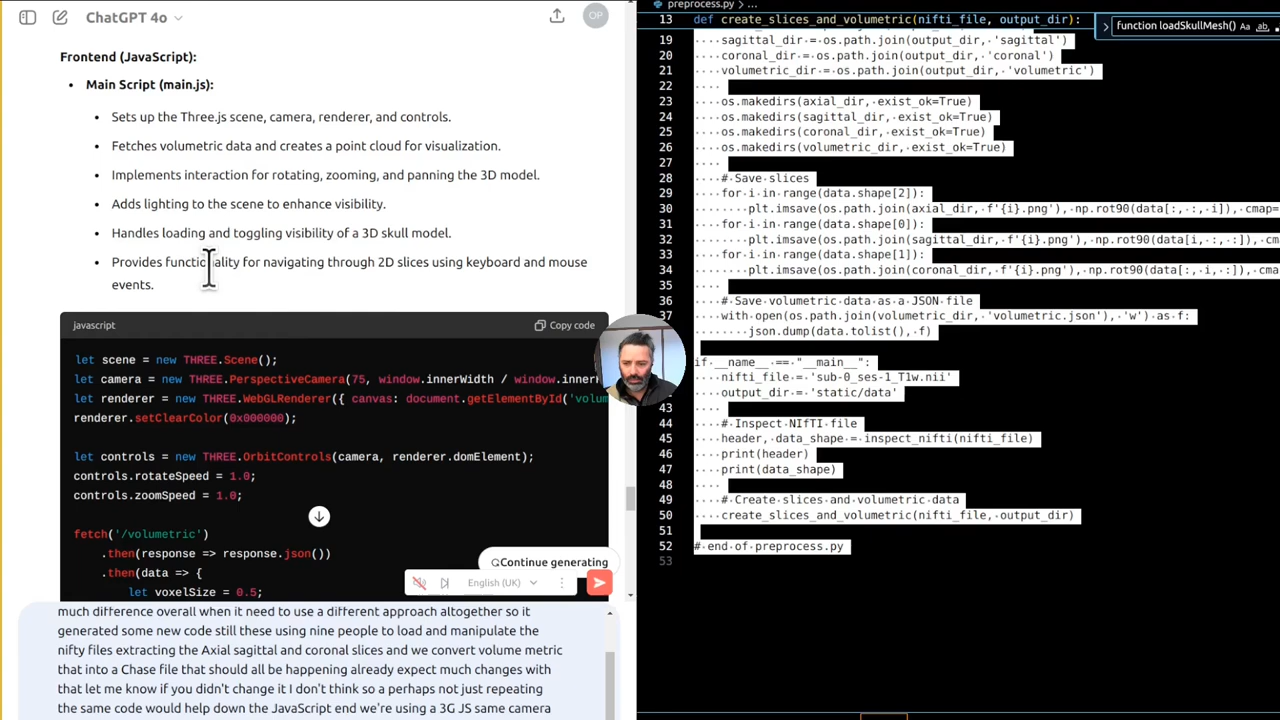 ChatGPT 4o
OP
Frontend (JavaScript):
• Main Script (main.js):
• Sets up the Three.js scene, camera, renderer, and controls.
• Fetches volumetric data and creates a point cloud for visualization.
• Implements interaction for rotating, zooming, and panning the 3D model.
• Adds lighting to the scene to enhance visibility.
• Handles loading and toggling visibility of a 3D skull model.
• Provides functionality for navigating through 2D slices using keyboard and mouse
events.
javascript
Copy code
let scene = new THREE.Scene();
let camera = new THREE.PerspectiveCamera(75, window.innerWidth / window.inner
let renderer = new THREE.WebGLRenderer({ canvas: document.getElementById('volum
renderer.setClearColor(0x000000);
let controls = new THREE.OrbitControls(camera, renderer.domElement);
controls.rotateSpeed = 1.0;
controls.zoomSpeed = 1.0;
fetch('/volumetric')
.then(response => response.json())
.then(data => {
let voxelSize = 0.5;
Continue generating
English (UK)
much difference overall when it need to use a different approach altogether so it
generated some new code still these using nine people to load and manipulate the
nifty files extracting the Axial sagittal and coronal slices and we convert volume metric
that into a Chase file that should all be happening already expect much changes with
that let me know if you didn't change it I don't think so a perhaps not just repeating
the same code would help down the JavaScript end we're using a 3G JS same camera
preprocess.py > ...
13 def create_slices_and_volumetric(nifti_file, output_dir):
function loadSkullMesh() Aa ab
19 sagittal_dir = os.path.join(output_dir, 'sagittal')
20 coronal_dir = os.path.join(output_dir, 'coronal')
21 volumetric_dir = os.path.join(output_dir, 'volumetric')
22
23 os.makedirs(axial_dir, exist_ok=True)
24 os.makedirs(sagittal_dir, exist_ok=True)
25 os.makedirs(coronal_dir, exist_ok=True)
26 os.makedirs(volumetric_dir, exist_ok=True)
27
28 # Save slices
29 for i in range(data.shape[2]):
30 plt.imsave(os.path.join(axial_dir, f'{i}.png'), np.rot90(data[:, :, i]), cmap=
31 for i in range(data.shape[0]):
32 plt.imsave(os.path.join(sagittal_dir, f'{i}.png'), np.rot90(data[i, :, :]), c
33 for i in range(data.shape[1]):
34 plt.imsave(os.path.join(coronal_dir, f'{i}.png'), np.rot90(data[:, i, :]), cm
35
36 # Save volumetric data as a JSON file
37 with open(os.path.join(volumetric_dir, 'volumetric.json'), 'w') as f:
json.dump(data.tolist(), f)
if __name__ == "__main__":
nifti_file = 'sub-0_ses-1_T1w.nii'
output_dir = 'static/data'
43
44 # Inspect NIfTI file
45 header, data_shape = inspect_nifti(nifti_file)
46 print(header)
47 print(data_shape)
48
49 # Create slices and volumetric data
50 create_slices_and_volumetric(nifti_file, output_dir)
51
52 # end of preprocess.py
53